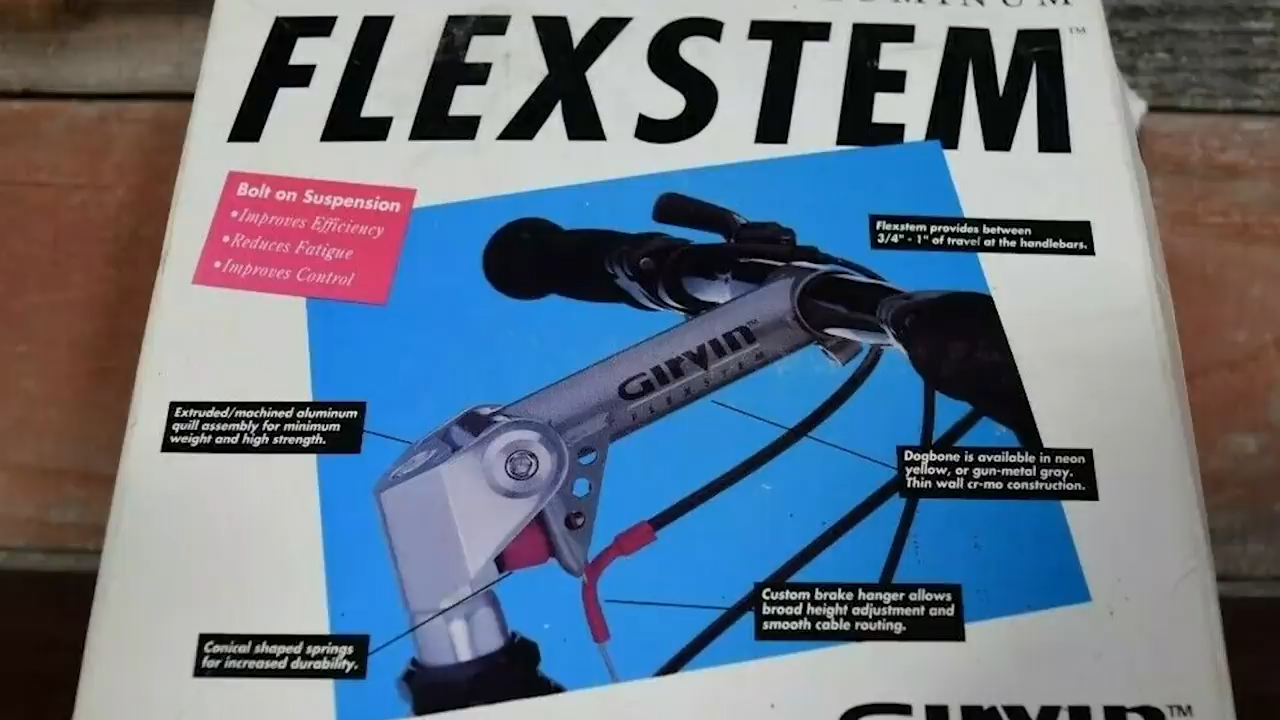 ALUMINUM
FLEXSTEM™
Bolt on Suspension
•Improves Efficiency
•Reduces Fatigue
•Improves Control
Flexstem provides between
3/4" - 1" of travel at the handlebars.
GIRVIN™
FLEXSTEM
Extruded/machined aluminum
quill assembly for minimum
weight and high strength.
Dogbone is available in neon
yellow, or gun-metal gray.
Thin wall cr-mo construction.
Custom brake hanger allows
broad height adjustment and
smooth cable routing.
Conical shaped springs
for increased durability.
GIRVIN™